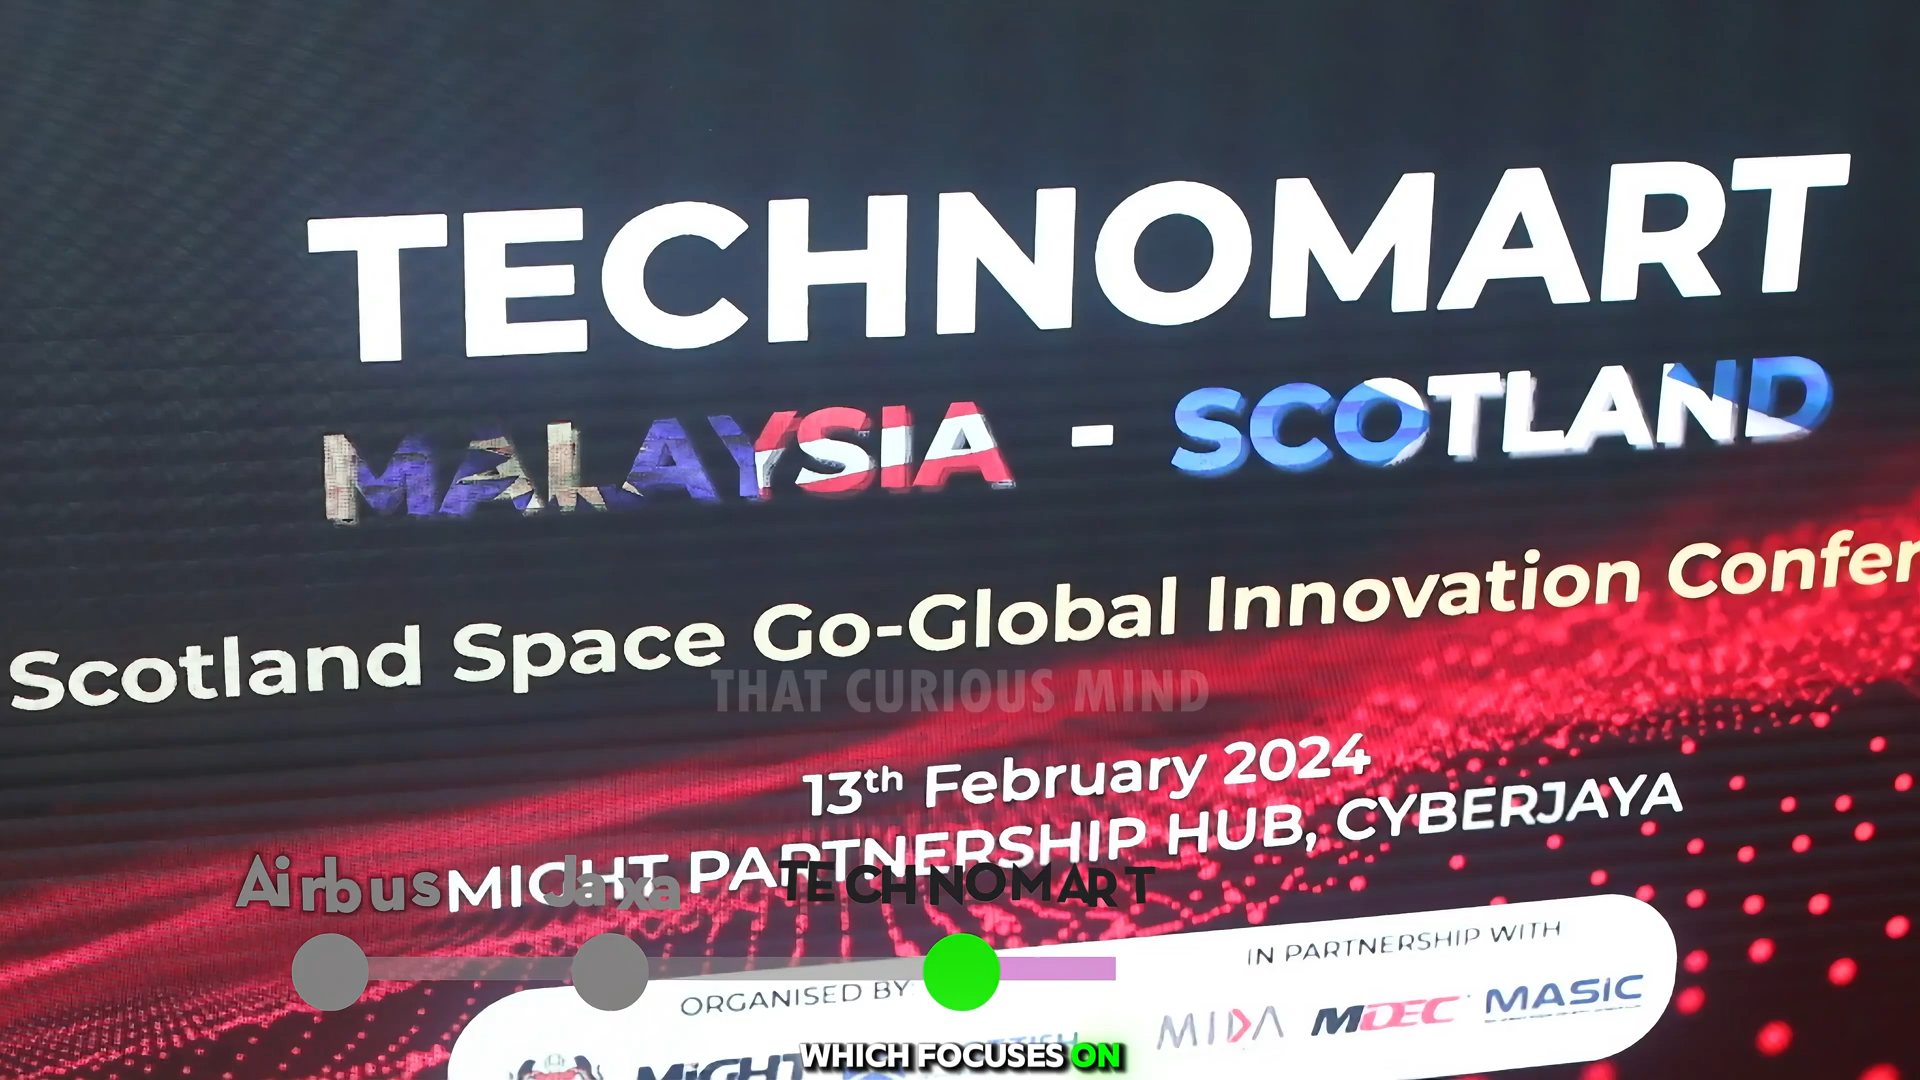 TECHNOMART
MALAYSIA - SCOTLAND
Scotland Space Go-Global Innovation Confer
THAT CURIOUS MIND
13th February 2024
MIGHT PARTNERSHIP HUB, CYBERJAYA
Airbus
Jaxa
TECHNOMART
IN PARTNERSHIP WITH
ORGANISED BY:
MIDA
MDEC
MASIC
MiGHT
WHICH FOCUSES ON